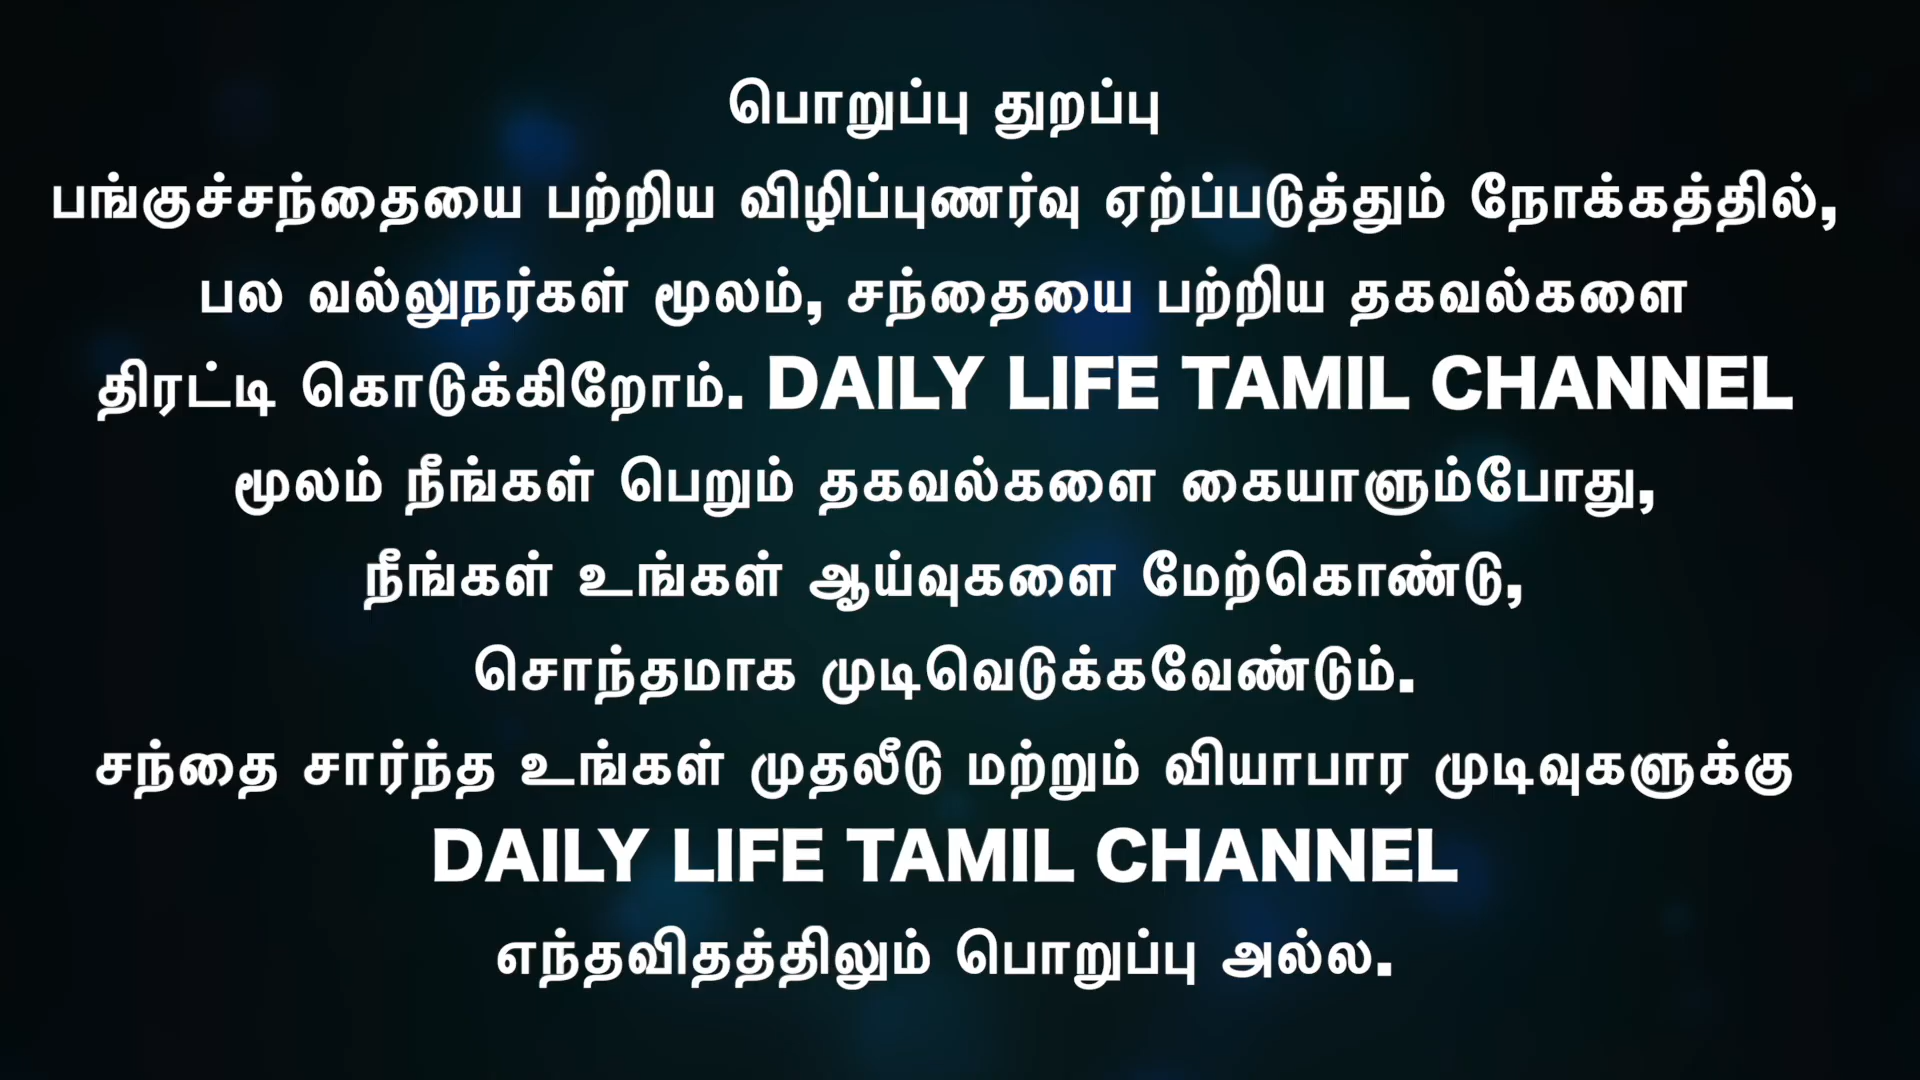 பொறுப்பு துறப்பு
பங்குச்சந்தையை பற்றிய விழிப்புணர்வு ஏற்ப்படுத்தும் நோக்கத்தில்,
பல வல்லுநர்கள் மூலம், சந்தையை பற்றிய தகவல்களை
திரட்டி கொடுக்கிறோம். DAILY LIFE TAMIL CHANNEL
மூலம் நீங்கள் பெறும் தகவல்களை கையாளும்போது,
நீங்கள் உங்கள் ஆய்வுகளை மேற்கொண்டு,
சொந்தமாக முடிவெடுக்கவேண்டும்.
சந்தை சார்ந்த உங்கள் முதலீடு மற்றும் வியாபார முடிவுகளுக்கு
DAILY LIFE TAMIL CHANNEL
எந்தவிதத்திலும் பொறுப்பு அல்ல.